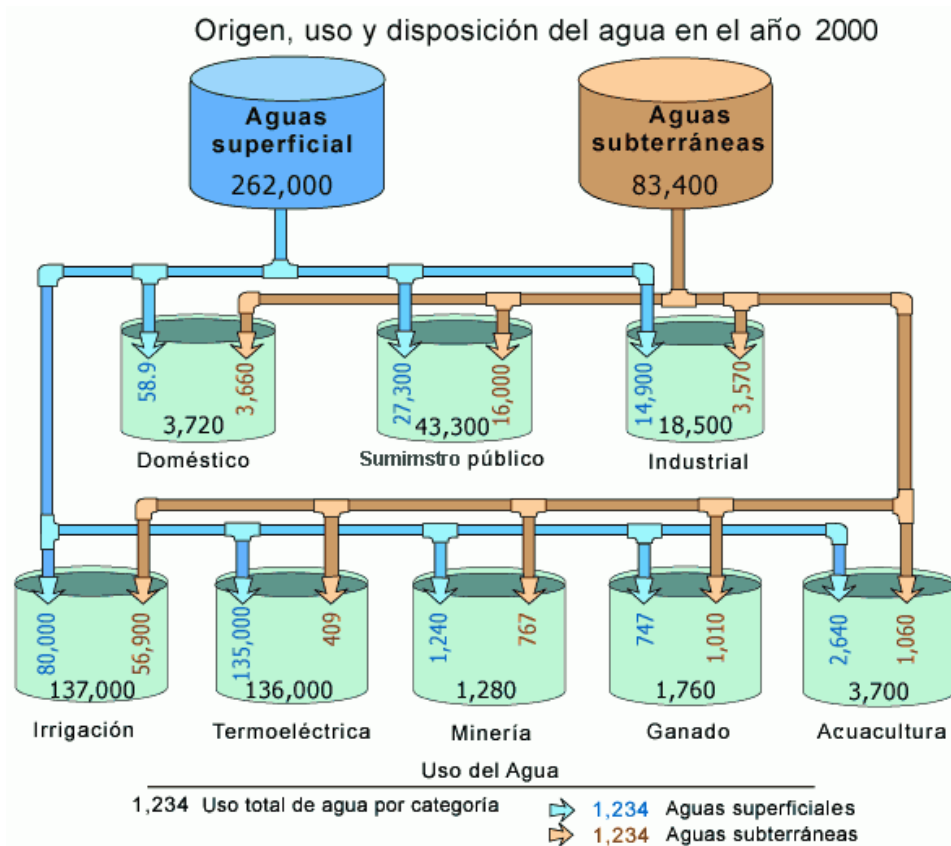 Origen, uso y disposición del agua en el año 2000
Aguas
superficial
262,000
Aguas
subterráneas
83,400
58.9
3,660
3,720
Doméstico
27,300
16,000
43,300
Sumimstro público
14,900
3,570
18,500
Industrial
80,000
56,900
137,000
Irrigación
135,000
409
136,000
Termoeléctrica
1,240
767
1,280
Minería
747
1,010
1,760
Ganado
2,640
1,060
3,700
Acuacultura
Uso del Agua
1,234 Uso total de agua por categoría
1,234 Aguas superficiales
1,234 Aguas subterráneas